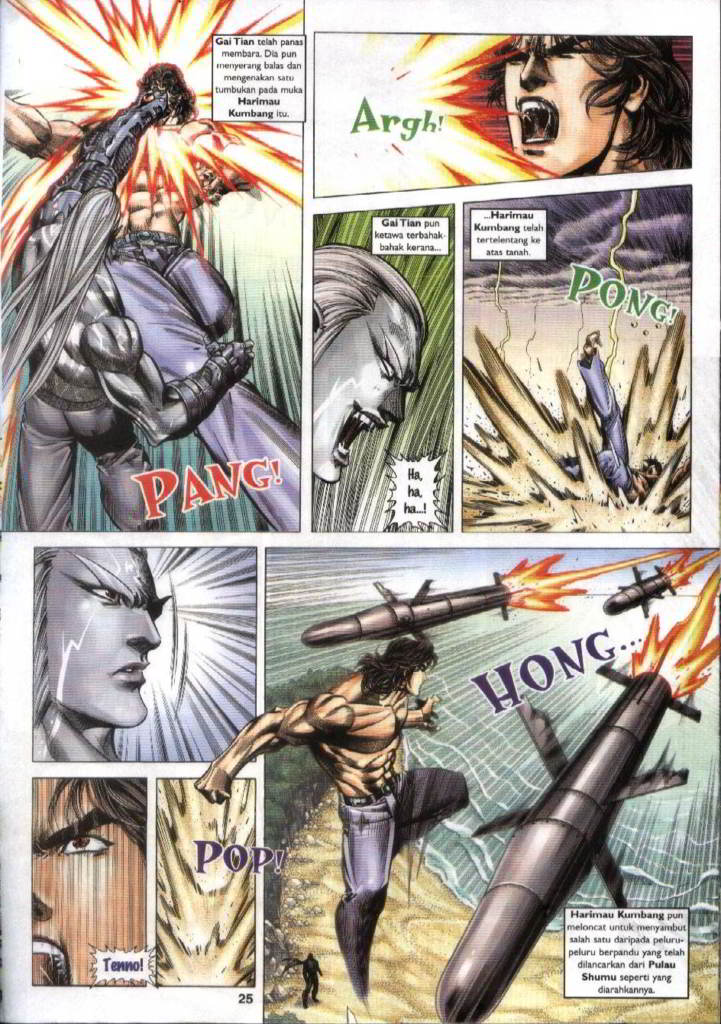 Gai Tian telah panas
membara. Dia pun
menyerang balas dan
mengenakan satu
tumbukan pada muka
Harimau
Kumbang itu.
Argh!
PANG!
Gai Tian pun
ketawa terbahak-
bahak kerana...
Ha,
ha,
ha...!
...Harimau
Kumbang telah
tertelentang ke
atas tanah.
PONG!
HONG...
Tenno!
POP!
Harimau Kumbang pun
meloncat untuk menyambut
salah satu daripada peluru-
peluru berpandu yang telah
dilancarkan dari Pulau
Shumu seperti yang
diarahkannya.
25